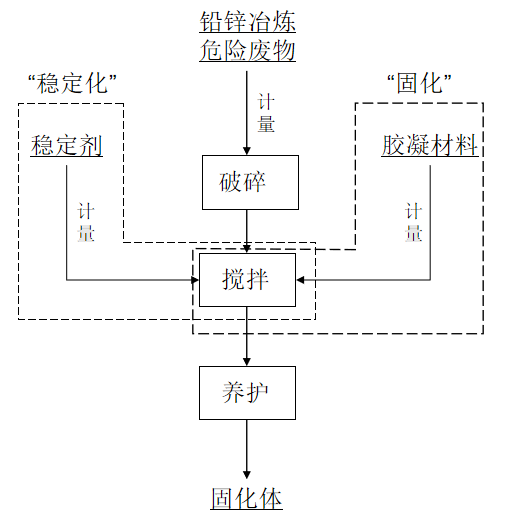 铅锌冶炼
危险废物
“稳定化”
“固化”
计
量
稳定剂
胶凝材料
破碎
计
量
计
量
搅拌
养护
固化体